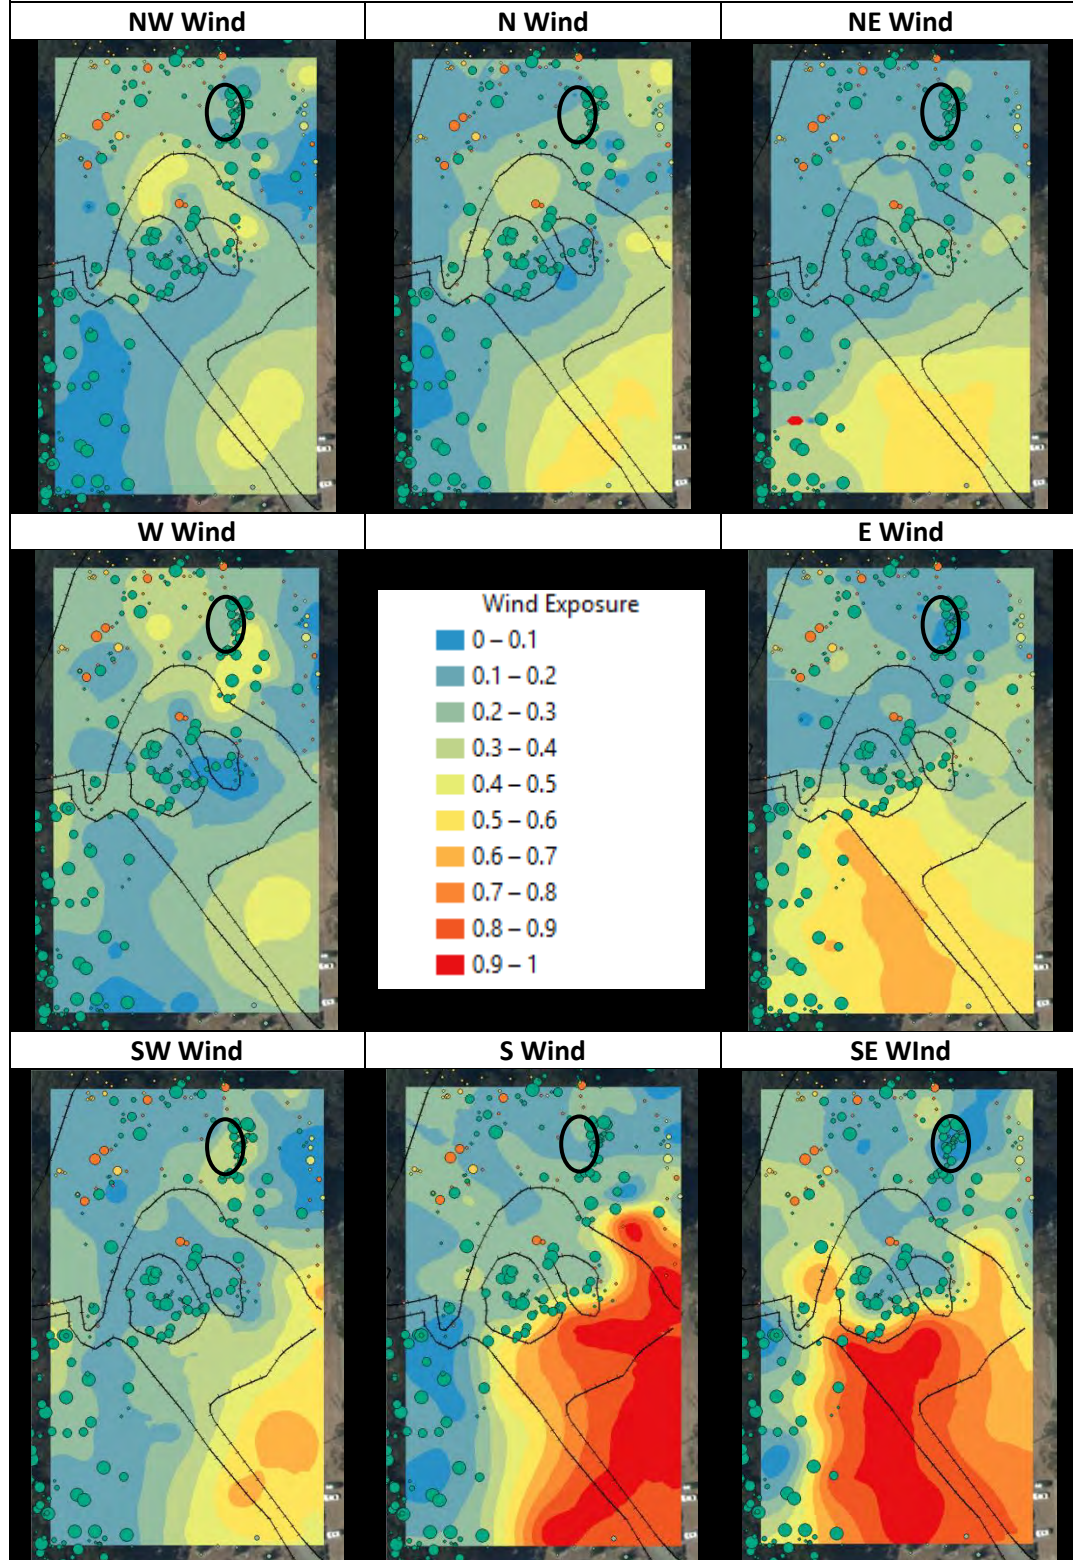 NW Wind
N Wind
NE Wind
W Wind
E Wind
Wind Exposure
0 – 0.1
0.1 – 0.2
0.2 – 0.3
0.3 – 0.4
0.4 – 0.5
0.5 – 0.6
0.6 – 0.7
0.7 – 0.8
0.8 – 0.9
0.9 – 1
SW Wind
S Wind
SE WInd